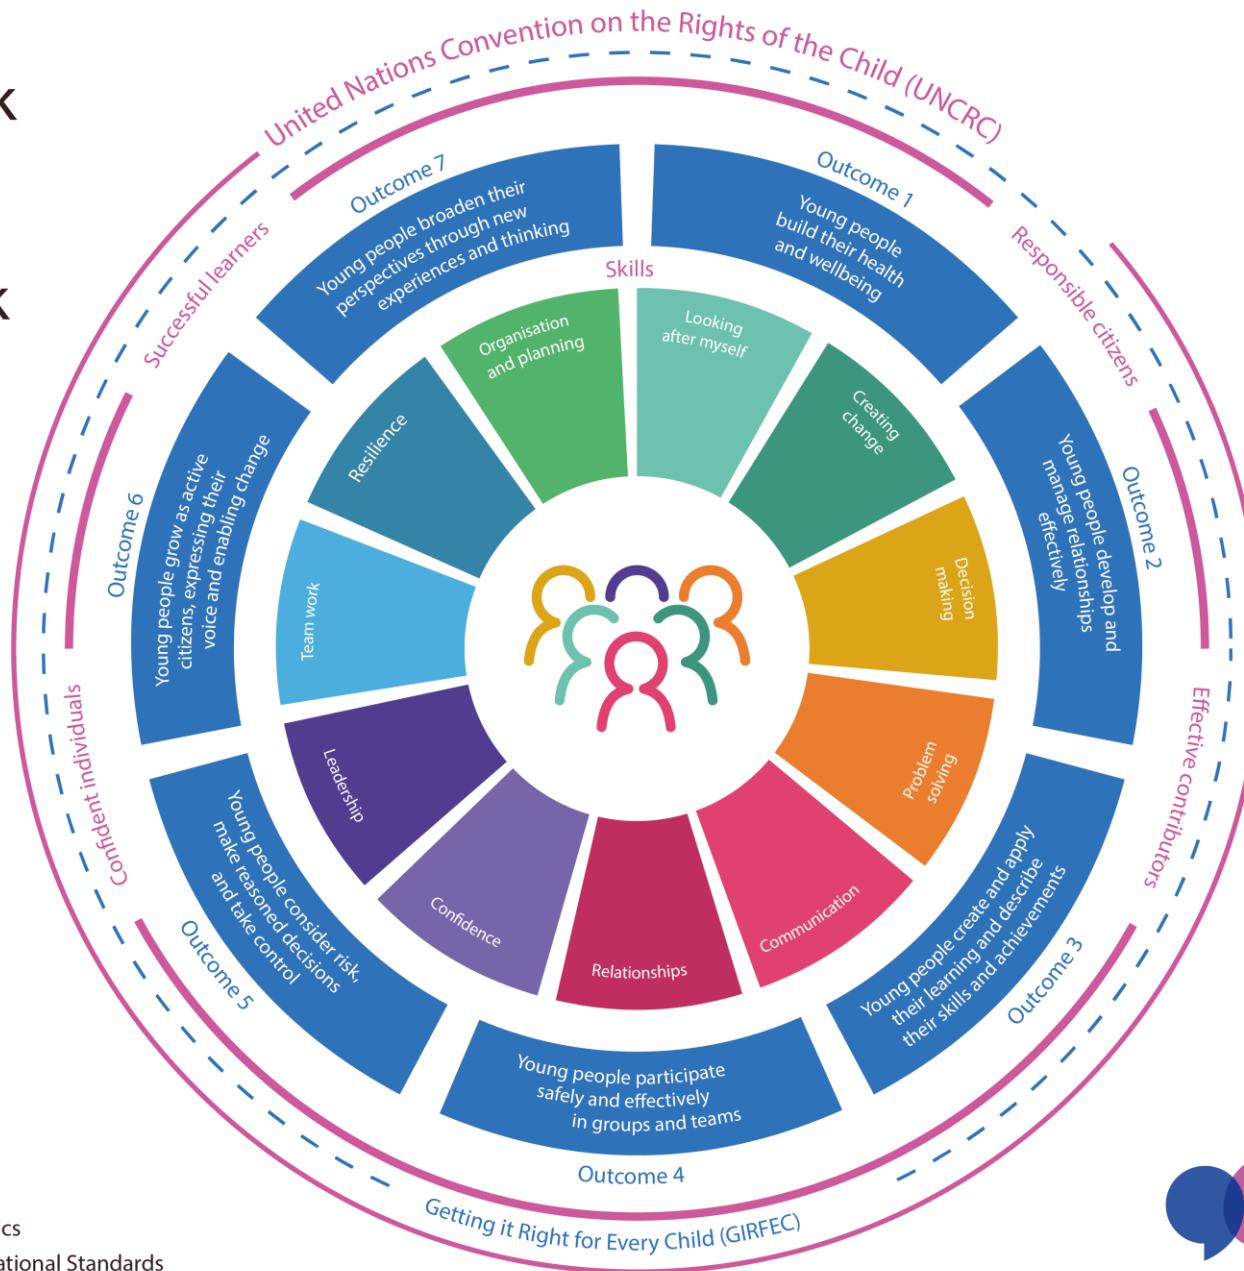 k
k
United Nations Convention on the Rights of the Child (UNCRC)
Successful learners
Responsible citizens
Effective contributors
Confident individuals
Outcome 1
Young people
build their health
and wellbeing
Outcome 2
Young people develop and
manage relationships
effectively
Outcome 3
Young people create and apply
their learning and describe
their skills and achievements
Outcome 4
Young people participate
safely and effectively
in groups and teams
Outcome 5
Young people consider risk,
make reasoned decisions
and take control
Outcome 6
Young people grow as active
citizens, expressing their
voice and enabling change
Outcome 7
Young people broaden their
perspectives through new
experiences and thinking
Skills
Looking
after myself
Creating
change
Decision
making
Problem
solving
Communication
Relationships
Confidence
Leadership
Team work
Resilience
Organisation
and planning
Getting it Right for Every Child (GIRFEC)
ics
ational Standards